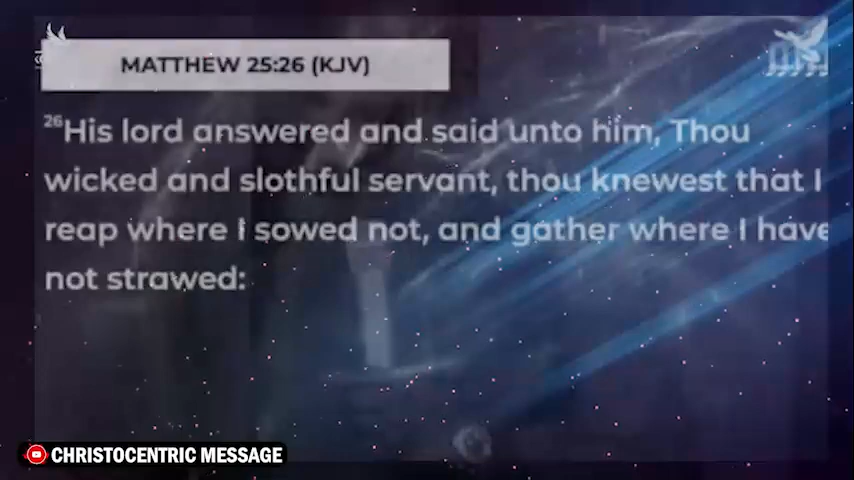 MATTHEW 25:26 (KJV)
26His lord answered and said unto him, Thou
wicked and slothful servant, thou knewest that I
reap where I sowed not, and gather where I have
not strawed:
CHRISTOCENTRIC MESSAGE